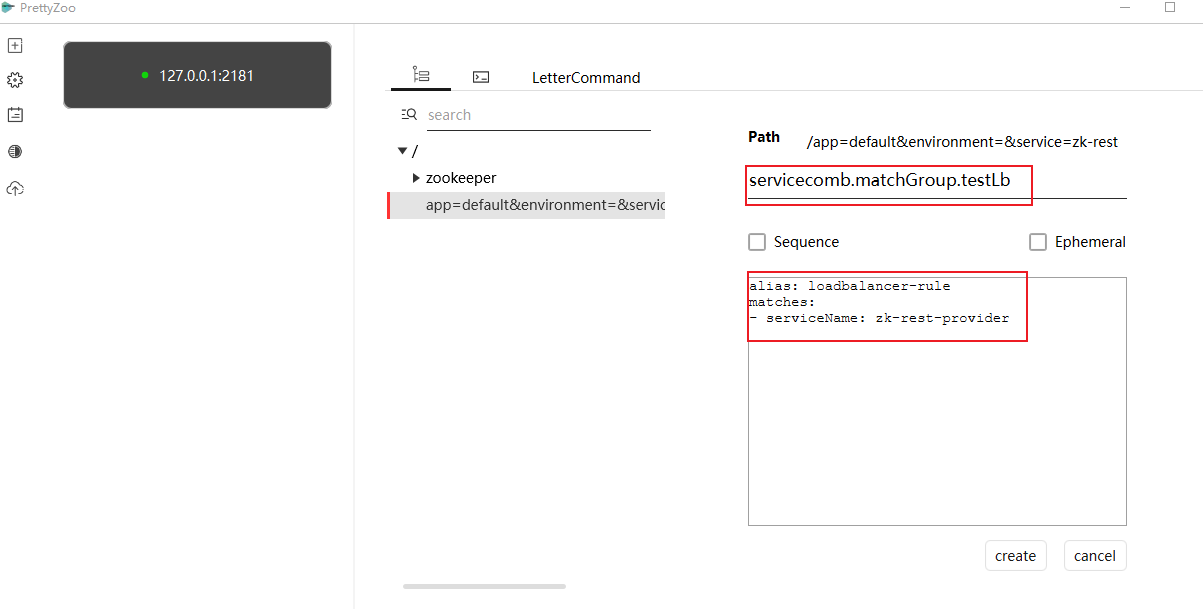 PrettyZoo
127.0.0.1:2181
LetterCommand
search
/
zookeeper
app=default&environment=&servic
Path /app=default&environment=&service=zk-rest
servicecomb.matchGroup.testLb
Sequence Ephemeral
alias: loadbalancer-rule
matches:
- serviceName: zk-rest-provider
create cancel